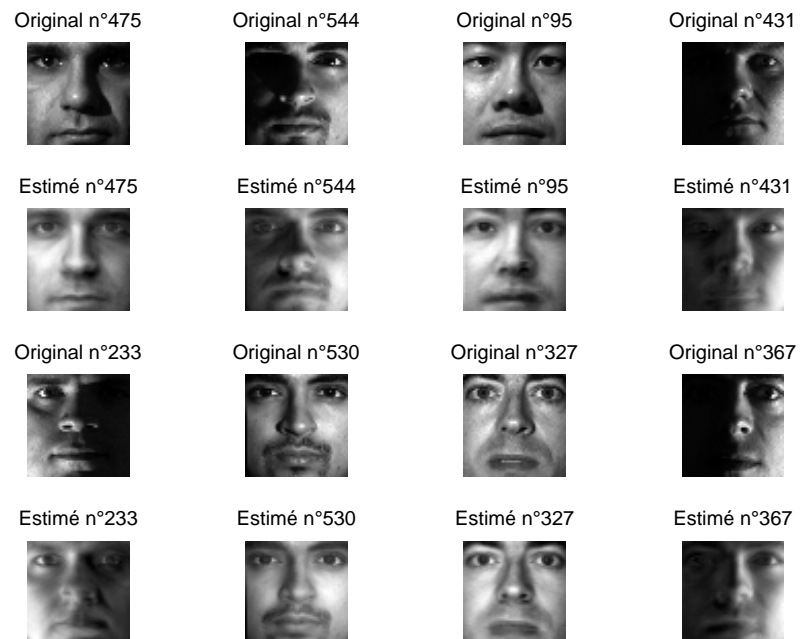 Original n°475 Original n°544 Original n°95 Original n°431
Estimé n°475 Estimé n°544 Estimé n°95 Estimé n°431
Original n°233 Original n°530 Original n°327 Original n°367
Estimé n°233 Estimé n°530 Estimé n°327 Estimé n°367